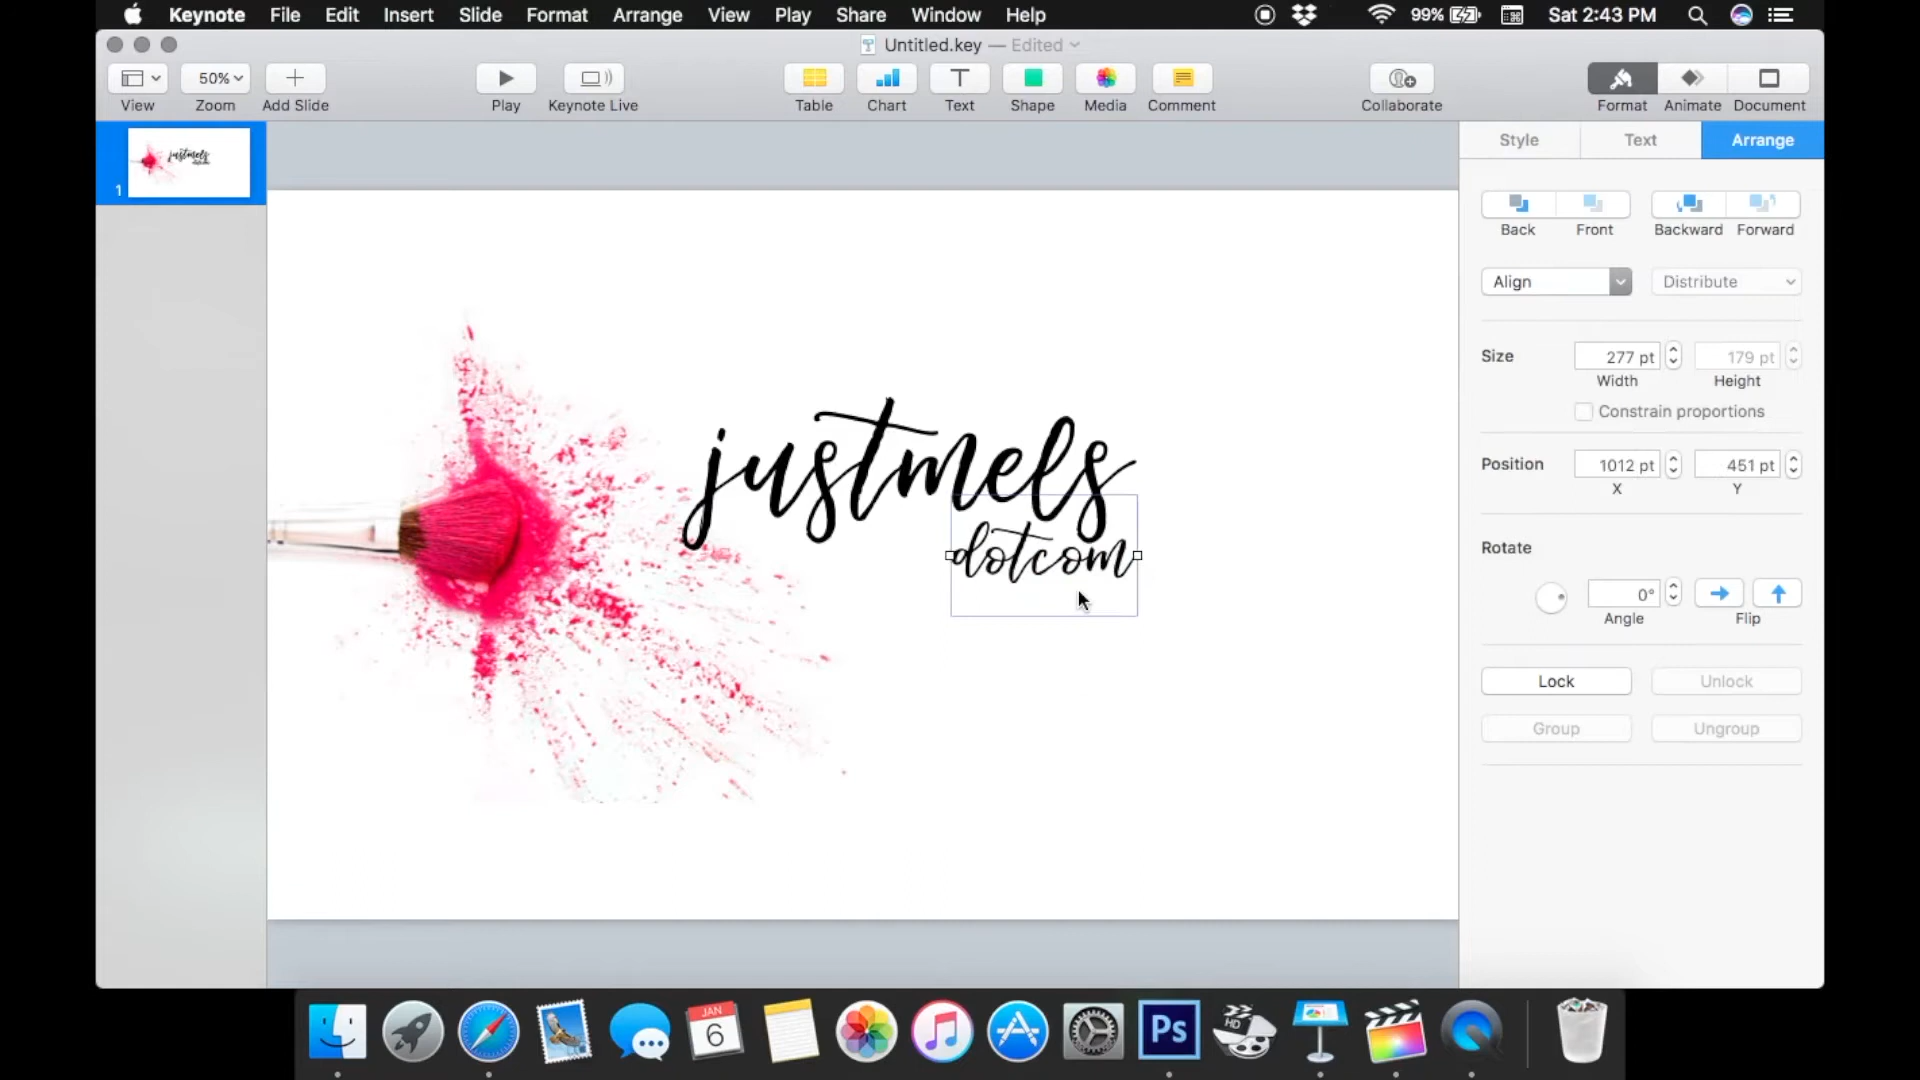 Keynote File Edit Insert Slide Format Arrange View Play Share Window Help 99% Sat 2:43 PM
Untitled.key — Edited
50%
View Zoom Add Slide Play Keynote Live Table Chart Text Shape Media Comment Collaborate Format Animate Document
Style Text Arrange
justmels
dotcom
1
Back Front Backward Forward
Align Distribute
justmels
dotcom
Size 277 pt 179 pt
Width Height
Constrain proportions
Position 1012 pt 451 pt
X Y
Rotate
0°
Angle Flip
Lock Unlock
Group Ungroup
JAN
6
Ps
HD